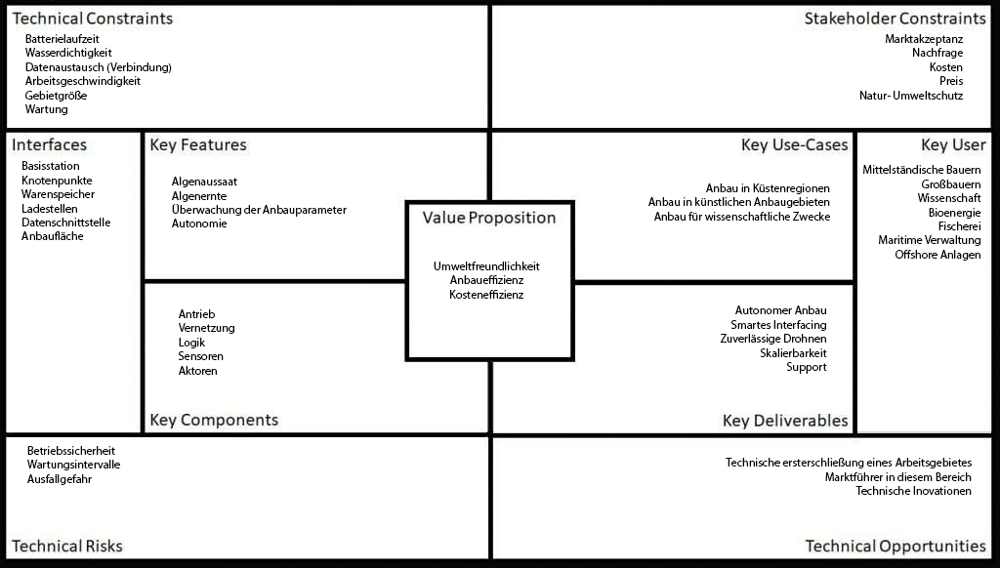 Technical Constraints
Batterielaufzeit
Wasserdichtigkeit
Datenaustausch (Verbindung)
Arbeitsgeschwindigkeit
Gebietgröße
Wartung
Stakeholder Constraints
Marktakzeptanz
Nachfrage
Kosten
Preis
Natur- Umweltschutz
Interfaces
Basisstation
Knotenpunkte
Warenspeicher
Ladestellen
Datenschnittstelle
Anbaufläche
Key Features
Algenaussaat
Algenernte
Überwachung der Anbauparameter
Autonomie
Value Proposition
Umweltfreundlichkeit
Anbaueffizienz
Kosteneffizienz
Key Use-Cases
Anbau in Küstenregionen
Anbau in künstlichen Anbaugebieten
Anbau für wissenschaftliche Zwecke
Key User
Mittelständische Bauern
Großbauern
Wissenschaft
Bioenergie
Fischerei
Maritime Verwaltung
Offshore Anlagen
Antrieb
Vernetzung
Logik
Sensoren
Aktoren
Key Components
Autonomer Anbau
Smartes Interfacing
Zuverlässige Drohnen
Skalierbarkeit
Support
Key Deliverables
Betriebssicherheit
Wartungsintervalle
Ausfallgefahr
Technical Risks
Technische ersterschließung eines Arbeitsgebietes
Marktführer in diesem Bereich
Technische Inovationen
Technical Opportunities